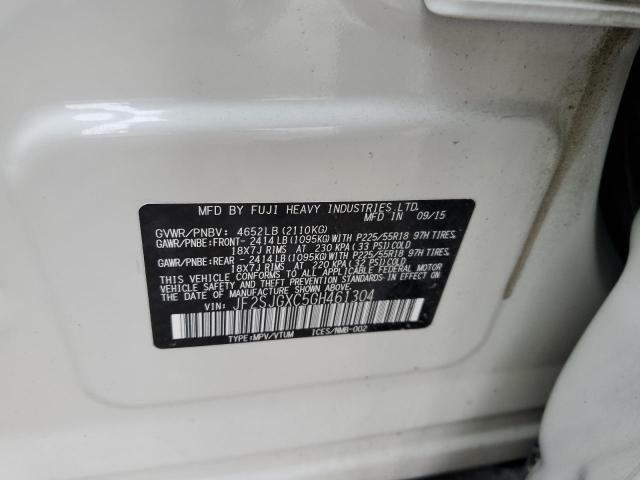 MFD BY FUJI HEAVY INDUSTRIES,LTD.
MFD IN 09/15
GVWR/PNBV: 4652LB(2110KG)
GAWR/PNBE:FRONT- 2414LB(1095KG)WITH P225/55R18 97H TIRES,
18X7J RIMS AT 230 KPA(33 PSI)COLD
GAWR/PNBE:REAR - 2414LB(1095KG)WITH P225/55R18 97H TIRES,
18X7J RIMS AT 220 KPA(32 PSI)COLD
THIS VEHICLE CONFORMS TO ALL APPLICABLE FEDERAL MOTOR
VEHICLE SAFETY AND THEFT PREVENTION STANDARDS IN EFFECT
ON THE DATE OF MANUFACTURE SHOWN ABOVE.
VIN: JF2SJGXC5GH461304
TYPE:MPV/VTUM ICES/NMB-002